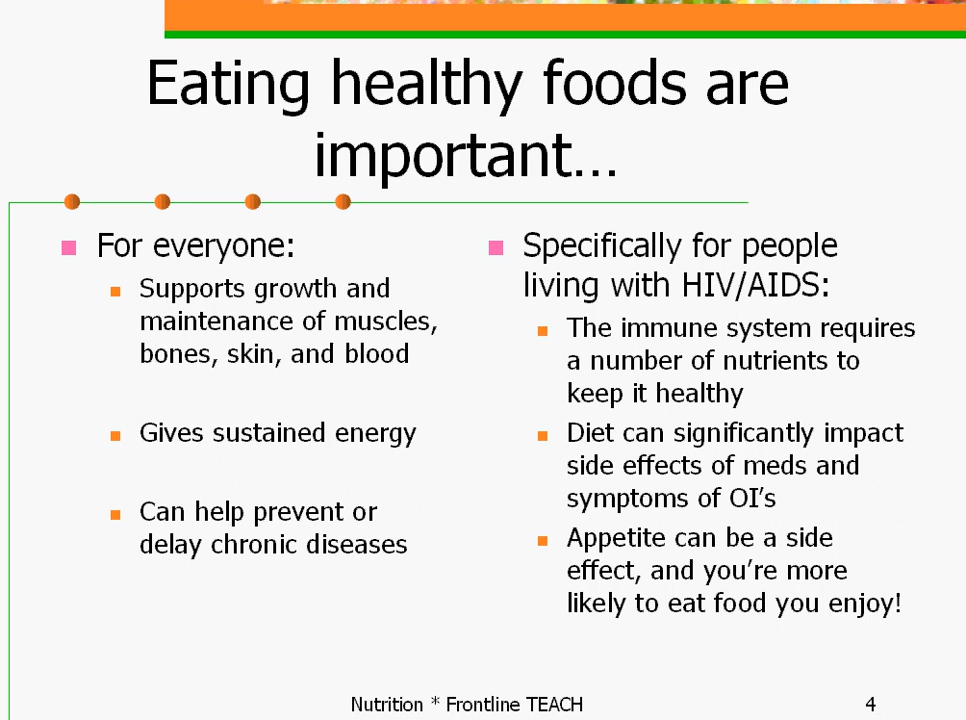 Eating healthy foods are
important…
For everyone:
Supports growth and
maintenance of muscles,
bones, skin, and blood
Gives sustained energy
Can help prevent or
delay chronic diseases
Specifically for people
living with HIV/AIDS:
The immune system requires
a number of nutrients to
keep it healthy
Diet can significantly impact
side effects of meds and
symptoms of OI’s
Appetite can be a side
effect, and you’re more
likely to eat food you enjoy!
Nutrition * Frontline TEACH
4